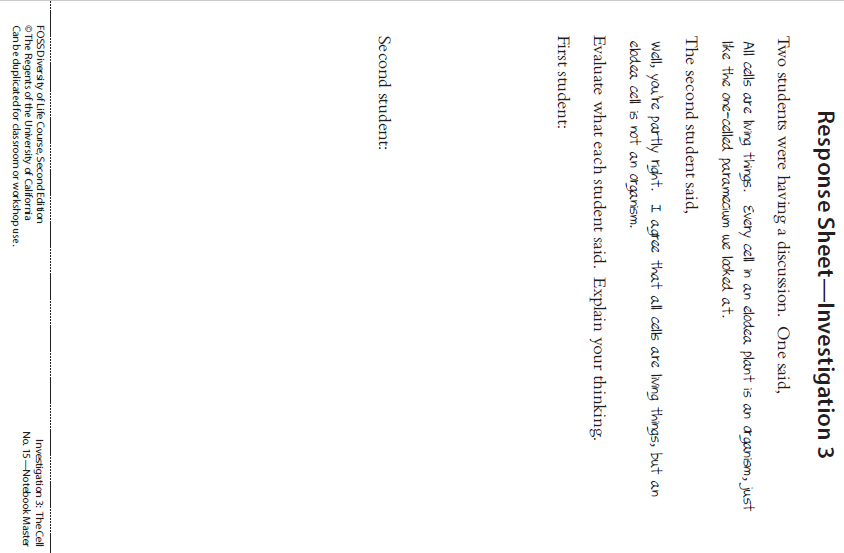 Response Sheet—Investigation 3
Two students were having a discussion. One said,
All cells are living things. Every cell in an elodea plant is an organism, just
like the one-celled paramecium we looked at.
The second student said,
Well, you're partly right. I agree that all cells are living things, but an
elodea cell is not an organism.
Evaluate what each student said. Explain your thinking.
First student:
Second student:
FOSS Diversity of Life Course, Second Edition
© The Regents of the University of California
Can be duplicated for classroom or workshop use.
Investigation 3: The Cell
No. 15—Notebook Master